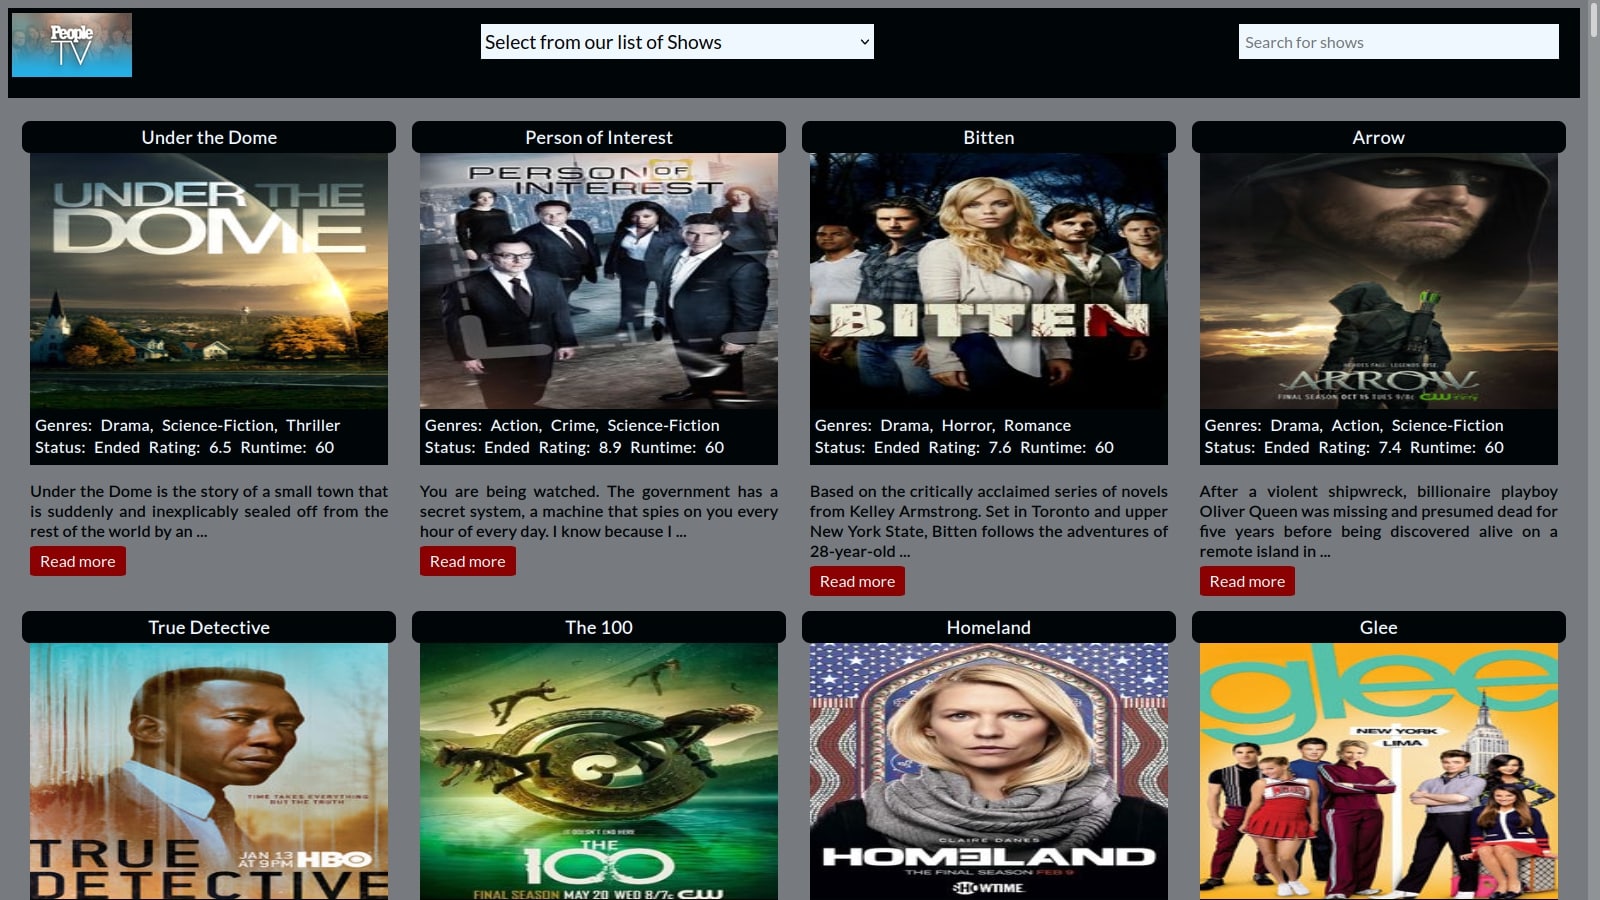 People
TV
Select from our list of Shows
Search for shows
Under the Dome
Person of Interest
Bitten
Arrow
UNDER THE
DOME
PERSON OF
INTEREST
BITTEN
HEROES FALL. LEGENDS RISE.
ARROW
FINAL SEASON OCT 15 TUES 9/8c CW
Genres: Drama, Science-Fiction, Thriller
Status: Ended Rating: 6.5 Runtime: 60
Genres: Action, Crime, Science-Fiction
Status: Ended Rating: 8.9 Runtime: 60
Genres: Drama, Horror, Romance
Status: Ended Rating: 7.6 Runtime: 60
Genres: Drama, Action, Science-Fiction
Status: Ended Rating: 7.4 Runtime: 60
Under the Dome is the story of a small town that
is suddenly and inexplicably sealed off from the
rest of the world by an ...
Read more
You are being watched. The government has a
secret system, a machine that spies on you every
hour of every day. I know because I ...
Read more
Based on the critically acclaimed series of novels
from Kelley Armstrong. Set in Toronto and upper
New York State, Bitten follows the adventures of
28-year-old ...
Read more
After a violent shipwreck, billionaire playboy
Oliver Queen was missing and presumed dead for
five years before being discovered alive on a
remote island in ...
Read more
True Detective
The 100
Homeland
Glee
TIME TAKES EVERYTHING
BUT THE TRUTH
TRUE
DETECTIVE
JAN 13
AT 9PM HBO
IT DOESN'T END HERE
THE
100
FINAL SEASON MAY 20 WED 8/7c CW
CLAIRE DANES
HOMELAND
THE FINAL SEASON FEB 9
SHOWTIME
glee
NEW YORK
LIMA